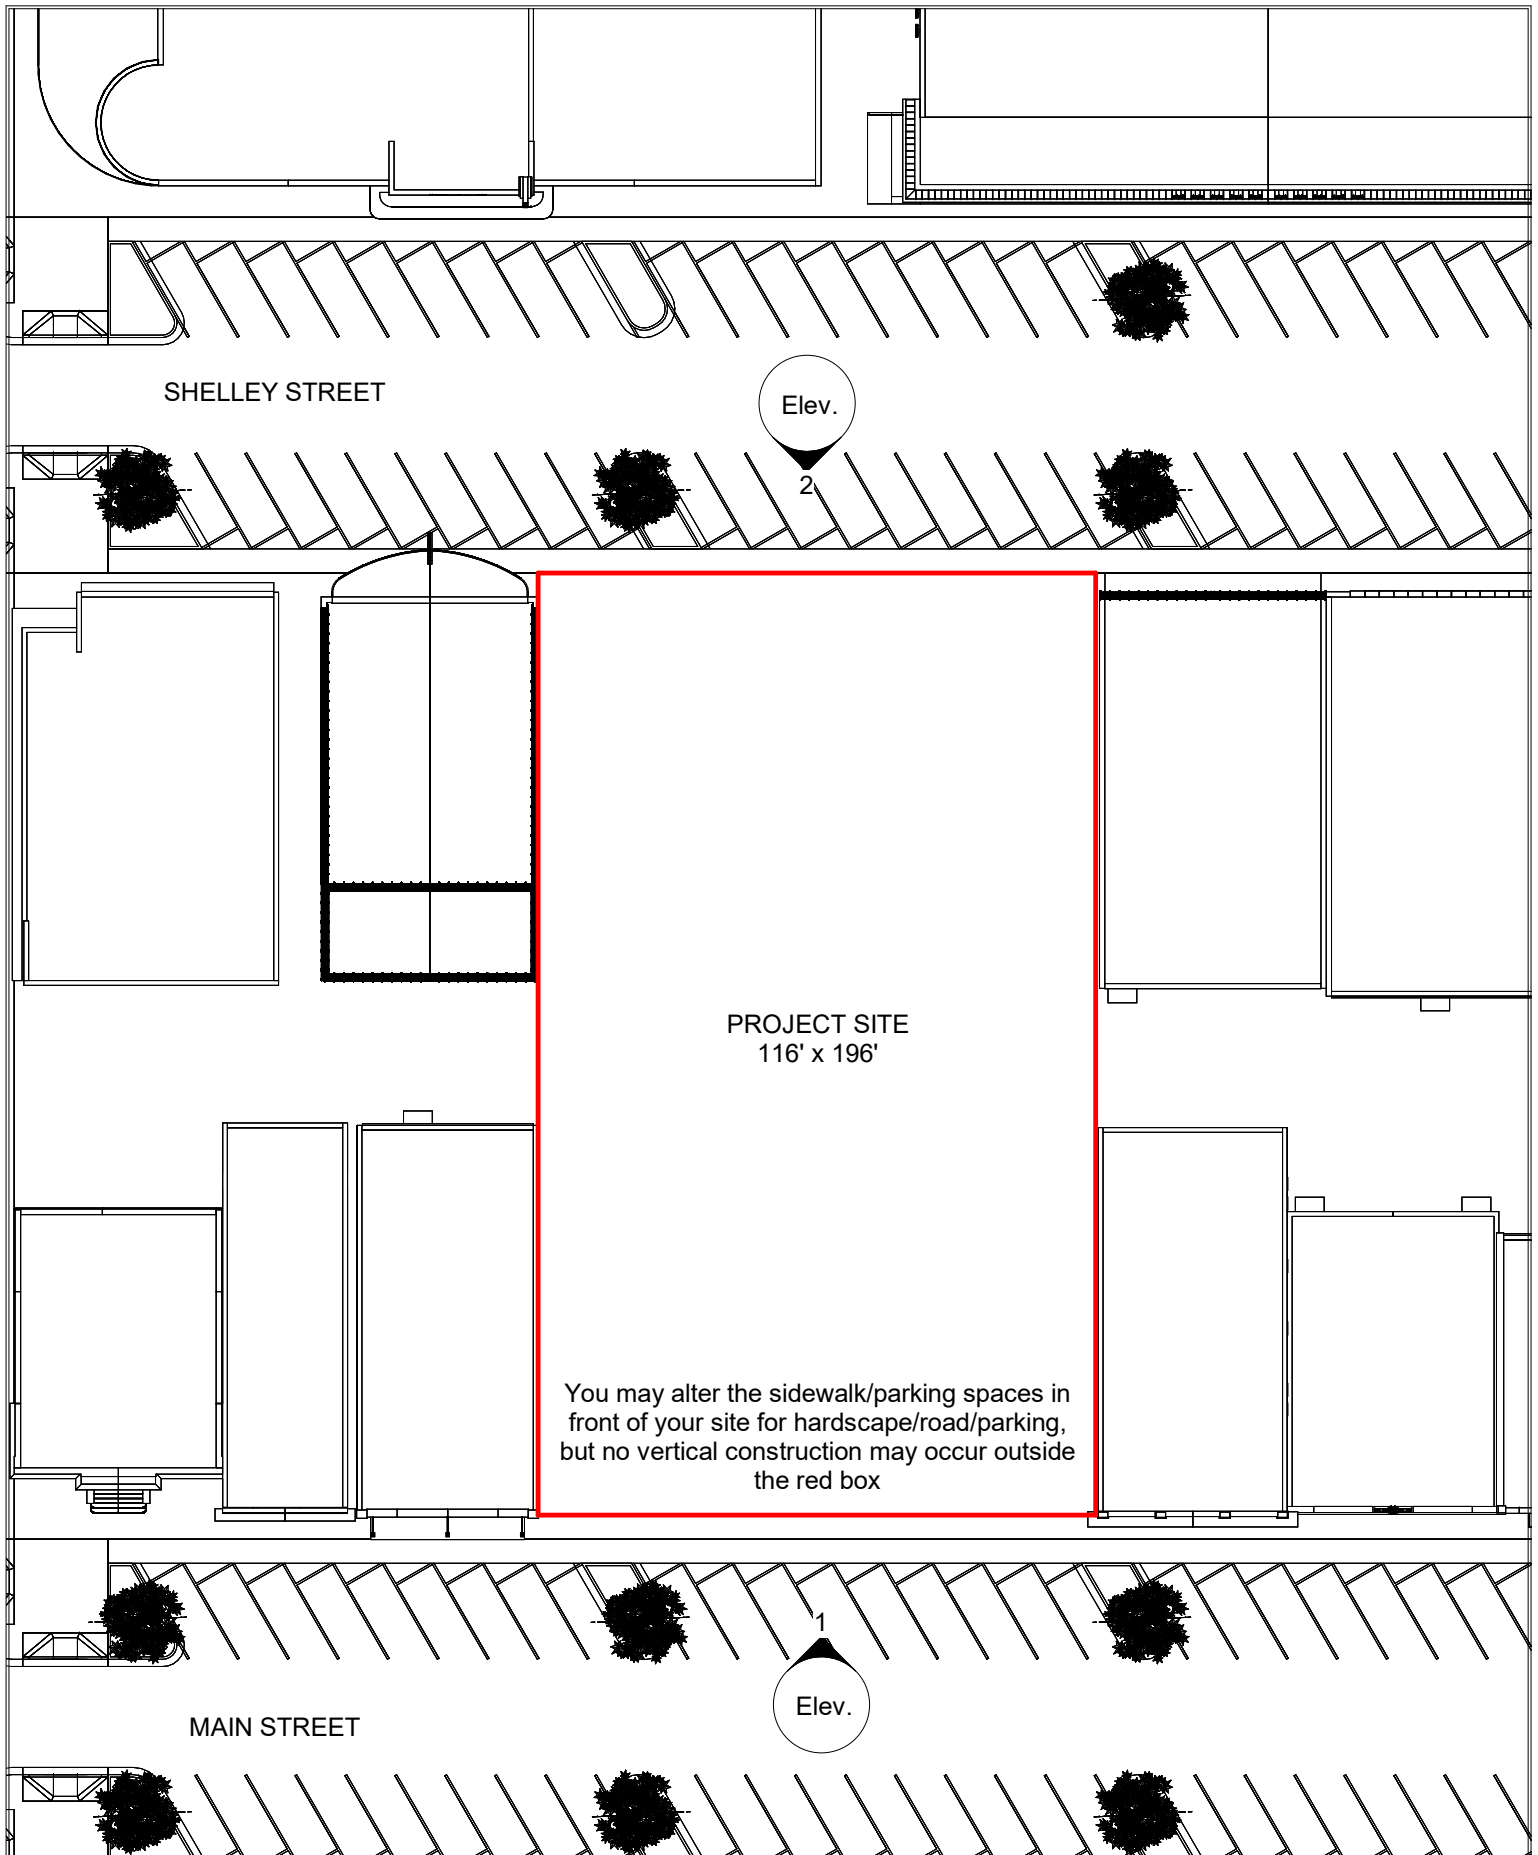 SHELLEY STREET
Elev.
2
PROJECT SITE
116' x 196'
You may alter the sidewalk/parking spaces in
front of your site for hardscape/road/parking,
but no vertical construction may occur outside
the red box
1
Elev.
MAIN STREET